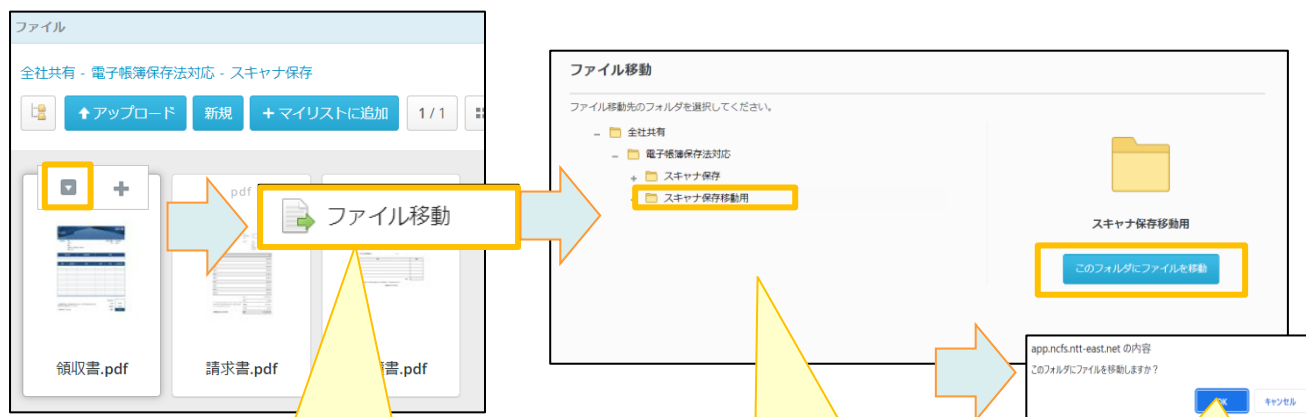 ファイル
全社共有 - 電子帳簿保存法対応 - スキャナ保存
アップロード 新規 + マイリストに追加 1 / 1
pdf
ファイル移動
領収書.pdf 請求書.pdf 書.pdf
ファイル移動
ファイル移動先のフォルダを選択してください。
全社共有
電子帳簿保存法対応
スキャナ保存
スキャナ保存移動用
スキャナ保存移動用
このフォルダにファイルを移動
app.ncfs.ntt-east.net の内容
このフォルダにファイルを移動しますか？
OK キャンセル